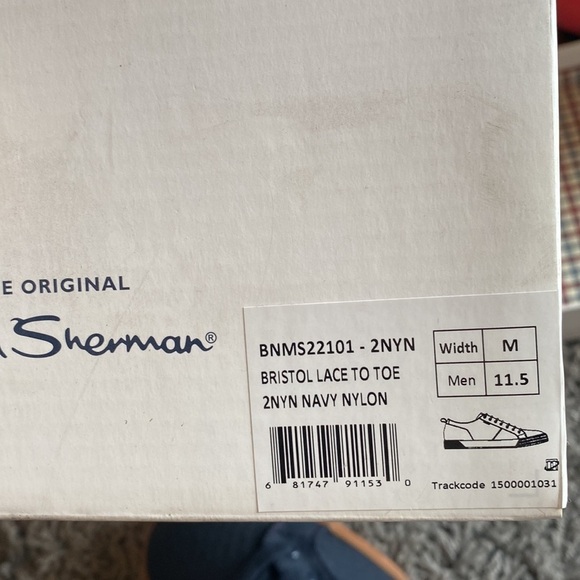 E ORIGINAL
Sherman®
BNMS22101 - 2NYN
BRISTOL LACE TO TOE
2NYN NAVY NYLON
Width M
Men 11.5
6 81747 91153 0
Trackcode 1500001031